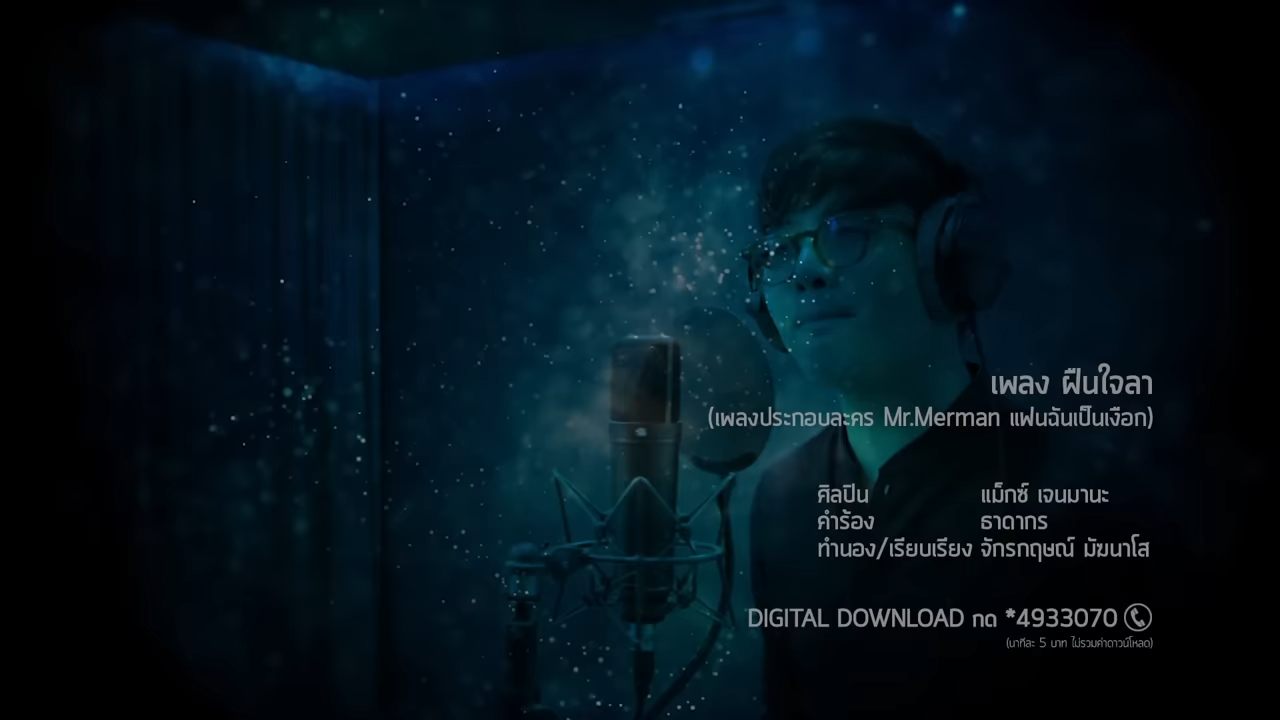 เพลง ฝืนใจลา
(เพลงประกอบละคร Mr.Merman แฟนฉันเป็นเงือก)
ศิลปิน แม็กซ์ เจนมานะ
คำร้อง ธาดากร
ทำนอง/เรียบเรียง จักรกฤษณ์ มัฆนาโส
DIGITAL DOWNLOAD กด *4933070
(นาทีละ 5 บาท ไม่รวมค่าดาวน์โหลด)